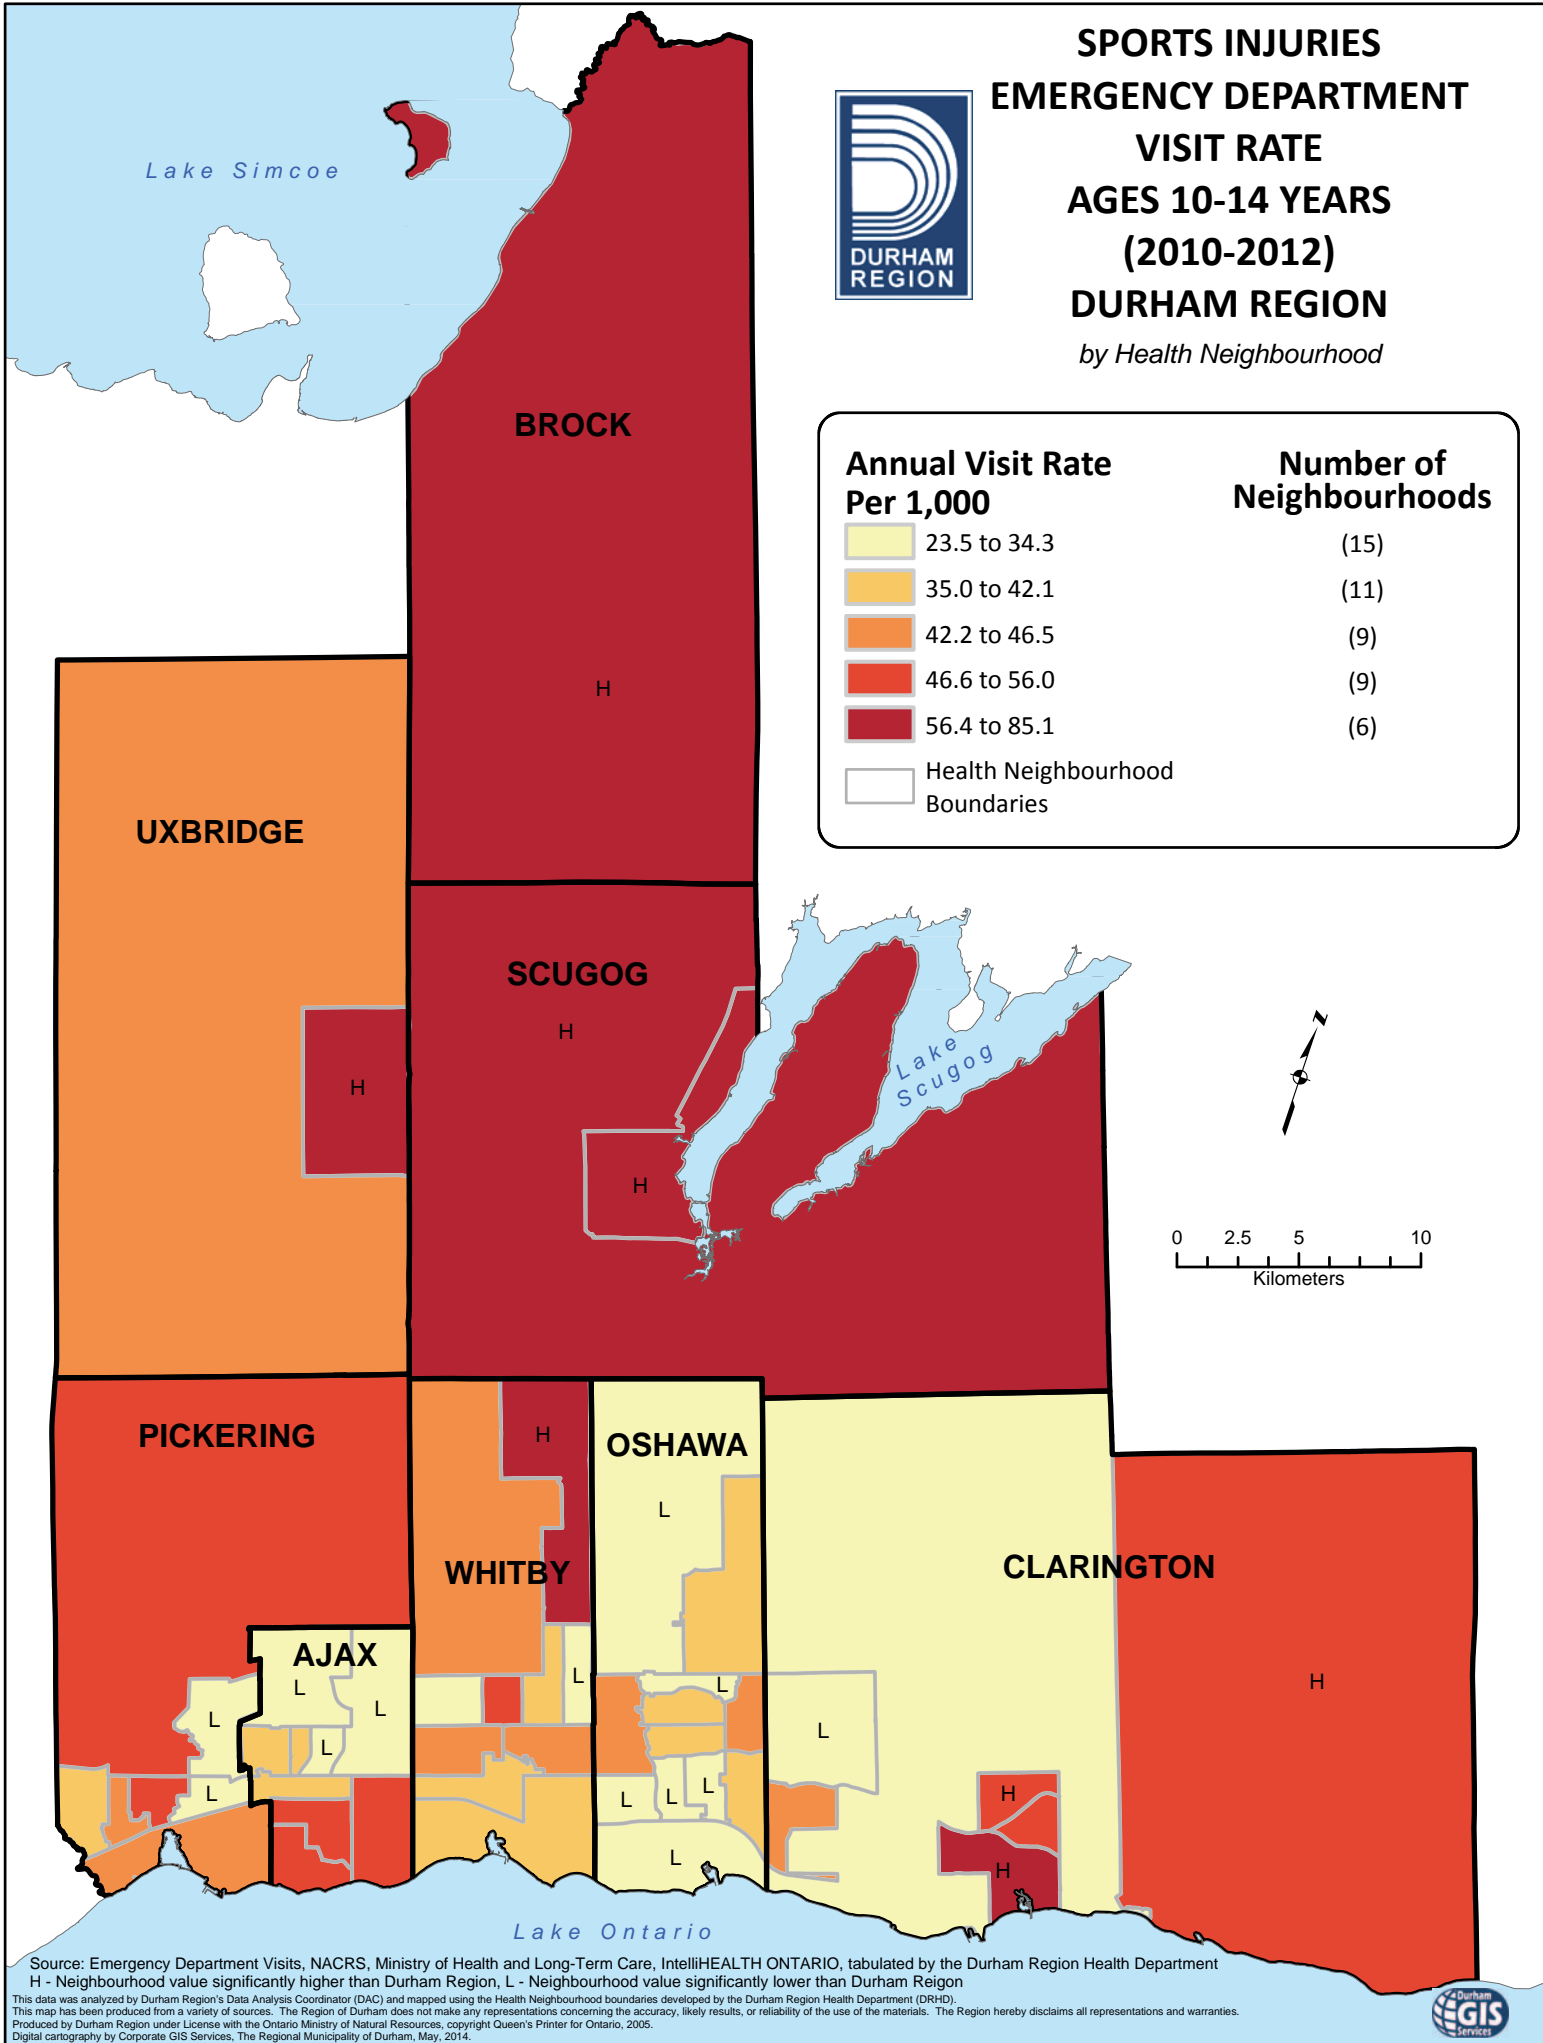 SPORTS INJURIES
EMERGENCY DEPARTMENT
VISIT RATE
AGES 10-14 YEARS
(2010-2012)
DURHAM REGION
by Health Neighbourhood
DURHAM
REGION
Lake Simcoe
BROCK
H
Annual Visit Rate
Per 1,000
Number of
Neighbourhoods
23.5 to 34.3 (15)
35.0 to 42.1 (11)
42.2 to 46.5 (9)
46.6 to 56.0 (9)
56.4 to 85.1 (6)
Health Neighbourhood
Boundaries
UXBRIDGE
H
SCUGOG
H
H
Lake
Scugog
N
0 2.5 5 10
Kilometers
PICKERING
L
L
AJAX
L
L
L
WHITBY
H
L
OSHAWA
L
L
L
L
L
L
CLARINGTON
L
H
H
H
Lake Ontario
Source: Emergency Department Visits, NACRS, Ministry of Health and Long-Term Care, IntelliHEALTH ONTARIO, tabulated by the Durham Region Health Department
H - Neighbourhood value significantly higher than Durham Region, L - Neighbourhood value significantly lower than Durham Reigon
This data was analyzed by Durham Region's Data Analysis Coordinator (DAC) and mapped using the Health Neighbourhood boundaries developed by the Durham Region Health Department (DRHD).
This map has been produced from a variety of sources. The Region of Durham does not make any representations concerning the accuracy, likely results, or reliability of the use of the materials. The Region hereby disclaims all representations and warranties.
Produced by Durham Region under License with the Ontario Ministry of Natural Resources, copyright Queen's Printer for Ontario, 2005.
Digital cartography by Corporate GIS Services, The Regional Municipality of Durham, May, 2014.
Durham
GIS
Services